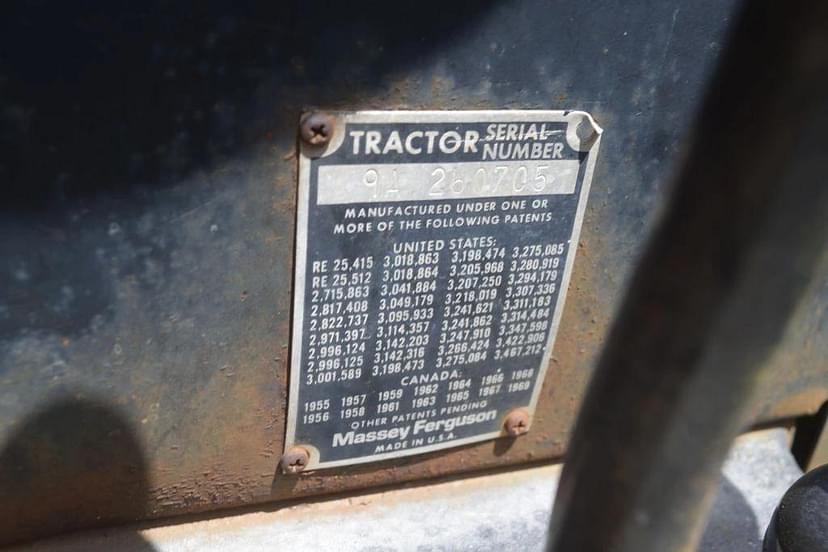 TRACTOR SERIAL NUMBER
9A 260705
MANUFACTURED UNDER ONE OR
MORE OF THE FOLLOWING PATENTS
UNITED STATES:
RE 25,415 3,018,863 3,198,474 3,275,085
RE 25,512 3,018,864 3,205,968 3,280,919
2,715,863 3,041,884 3,207,250 3,294,179
2,817,408 3,049,179 3,218,019 3,307,336
2,822,737 3,095,933 3,241,621 3,311,183
2,971,397 3,114,357 3,241,862 3,314,484
2,996,124 3,142,203 3,247,910 3,347,598
2,996,125 3,142,316 3,266,424 3,422,906
3,001,589 3,198,473 3,275,084 3,467,212
CANADA:
1955 1957 1959 1962 1964 1966 1968
1956 1958 1961 1963 1965 1967 1969
OTHER PATENTS PENDING
Massey Ferguson
MADE IN U.S.A.